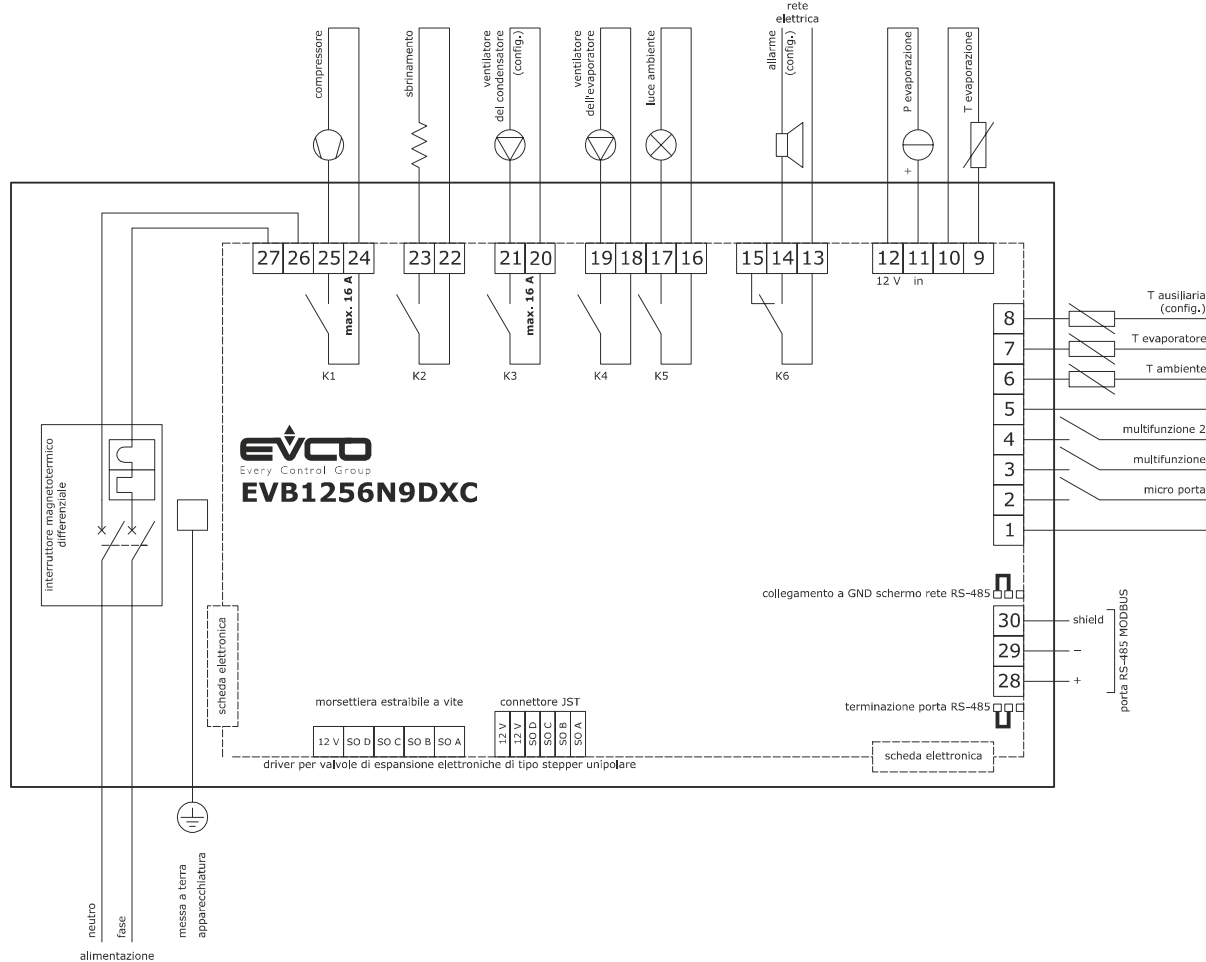 rete
elettrica
compressore
sbrinamento
ventilatore
del condensatore
(config.)
ventilatore
dell'evaporatore
luce ambiente
allarme
(config.)
P evaporazione
+
T evaporazione
27 26 25 24
23 22
21 20
19 18 17 16
15 14 13
12 11 10 9
12 V in
max. 16 A
max. 16 A
K1
K2
K3
K4
K5
K6
8
T ausiliaria
(config.)
7
T evaporatore
6
T ambiente
5
4
multifunzione 2
3
multifunzione
2
micro porta
1
EVCO
Every Control Group
EVB1256N9DXC
interruttore magnetotermico
differenziale
collegamento a GND schermo rete RS-485
30
shield
29
−
28
+
porta RS-485 MODBUS
terminazione porta RS-485
scheda elettronica
morsettiera estraibile a vite
12 V SO D SO C SO B SO A
connettore JST
12 V
12 V
SO D
SO C
SO B
SO A
driver per valvole di espansione elettroniche di tipo stepper unipolare
scheda elettronica
neutro
fase
alimentazione
messa a terra
apparecchiatura